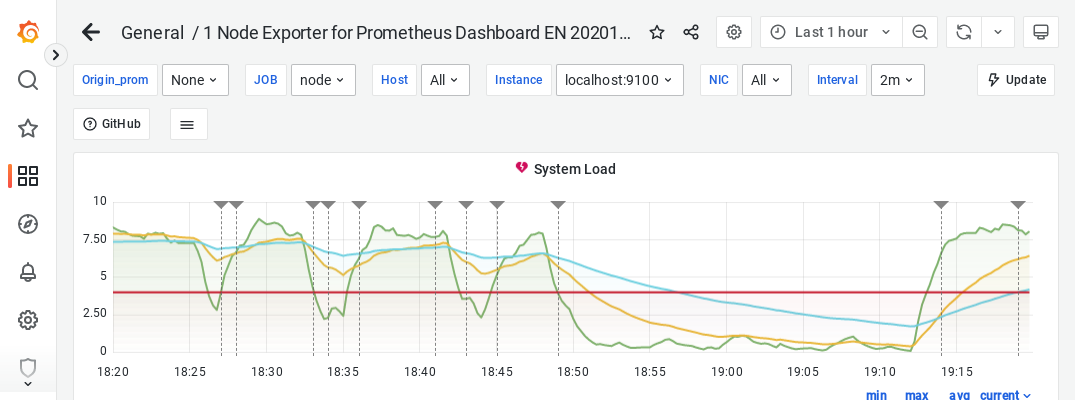 General / 1 Node Exporter for Prometheus Dashboard EN 20201... Last 1 hour
Origin_prom None JOB node Host All Instance localhost:9100 NIC All Interval 2m Update
GitHub
System Load
10
7.50
5
2.50
0
18:20 18:25 18:30 18:35 18:40 18:45 18:50 18:55 19:00 19:05 19:10 19:15
min max avg current